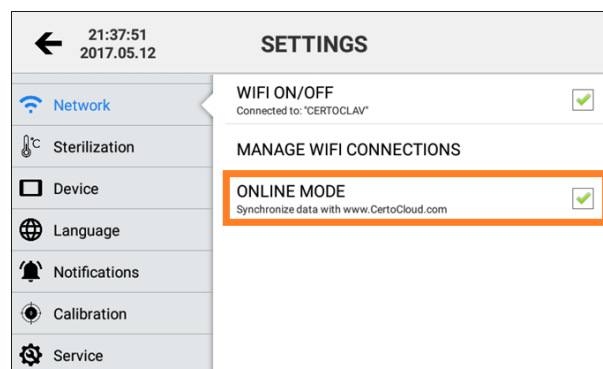 21:37:51
2017.05.12
SETTINGS
Network
°C
Sterilization
Device
Language
Notifications
Calibration
Service
WIFI ON/OFF
Connected to: "CERTOCLAV"
MANAGE WIFI CONNECTIONS
ONLINE MODE
Synchronize data with www.CertoCloud.com